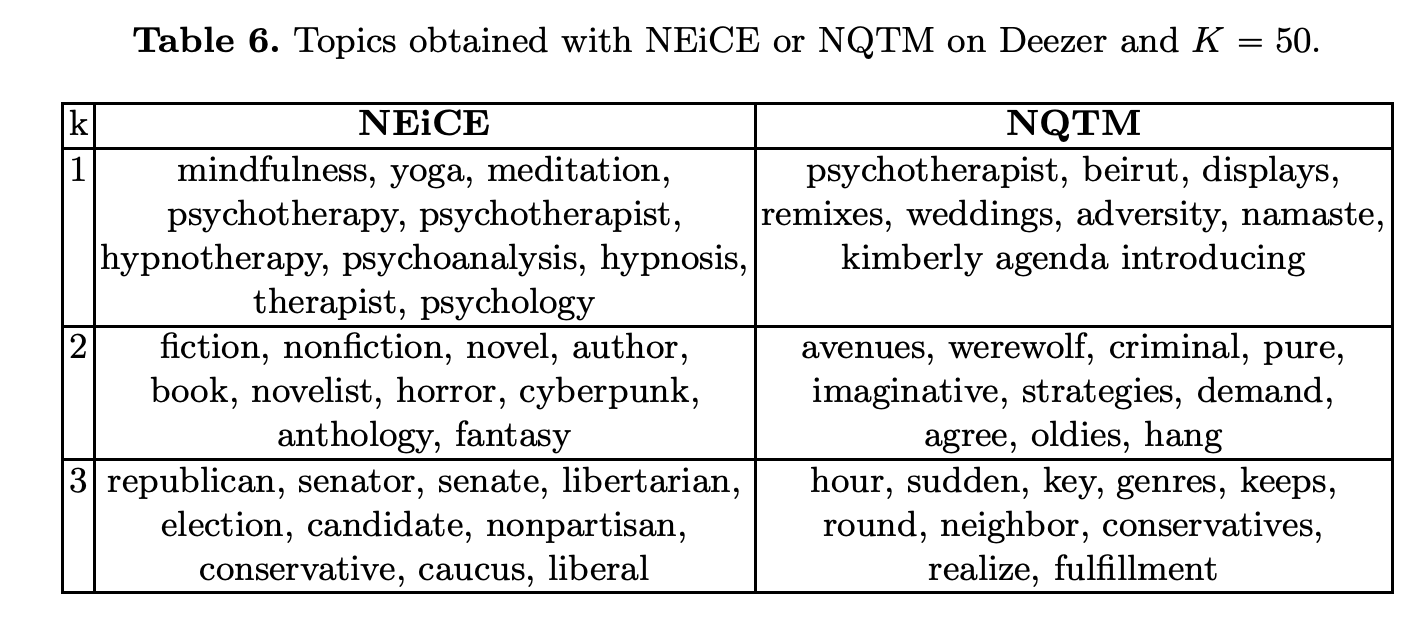 Table 6. Topics obtained with NEiCE or NQTM on Deezer and K = 50.
k NEiCE NQTM
1 mindfulness, yoga, meditation, psychotherapist, beirut, displays,
psychotherapy, psychotherapist, remixes, weddings, adversity, namaste,
hypnotherapy, psychoanalysis, hypnosis, kimberly agenda introducing
therapist, psychology
2 fiction, nonfiction, novel, author, avenues, werewolf, criminal, pure,
book, novelist, horror, cyberpunk, imaginative, strategies, demand,
anthology, fantasy agree, oldies, hang
3 republican, senator, senate, libertarian, hour, sudden, key, genres, keeps,
election, candidate, nonpartisan, round, neighbor, conservatives,
conservative, caucus, liberal realize, fulfillment